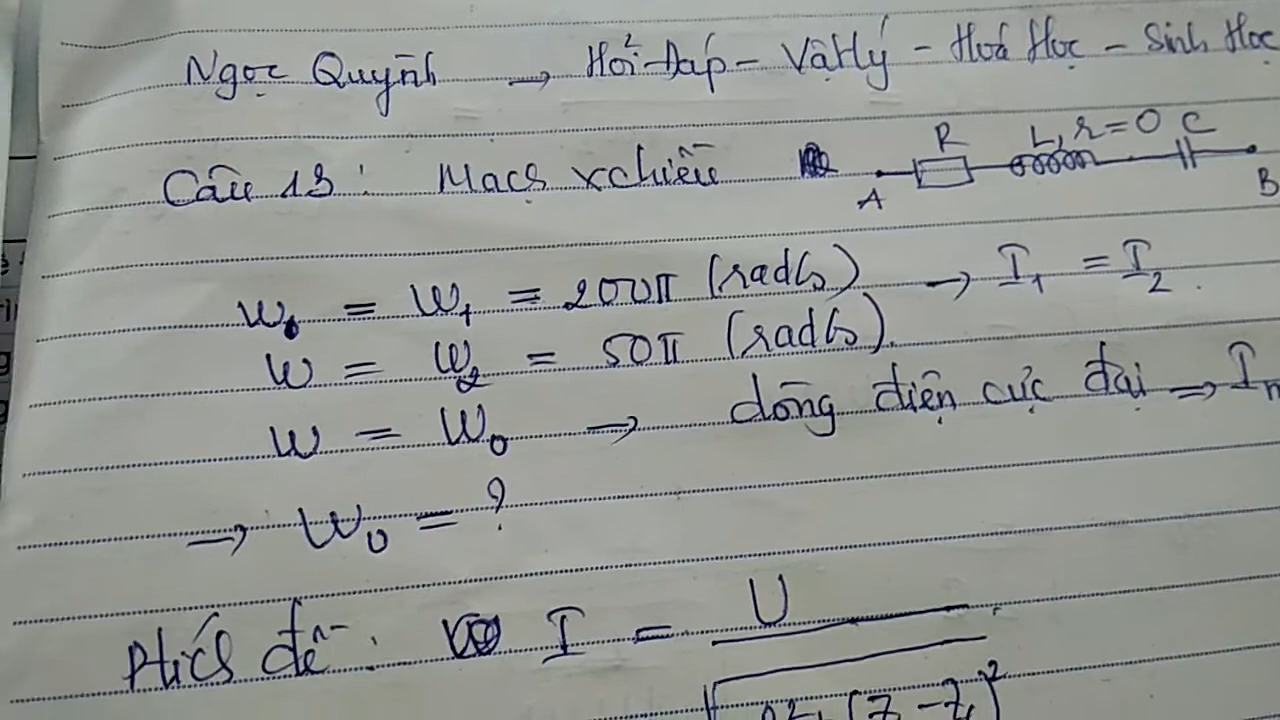 Ngọc Quỳnh → Hỏi-Đáp - Vật lý - Hoá Học - Sinh Học
Câu 13: Mạch xchiều
A R L, r=0 C B
ω = ω1 = 200π (rad/s) → I1 = I2.
ω = ω2 = 50π (rad/s).
ω = ω0 → dòng điện cực đại ⇒ I
→ ω0 = ?
Ptích đề: I = U